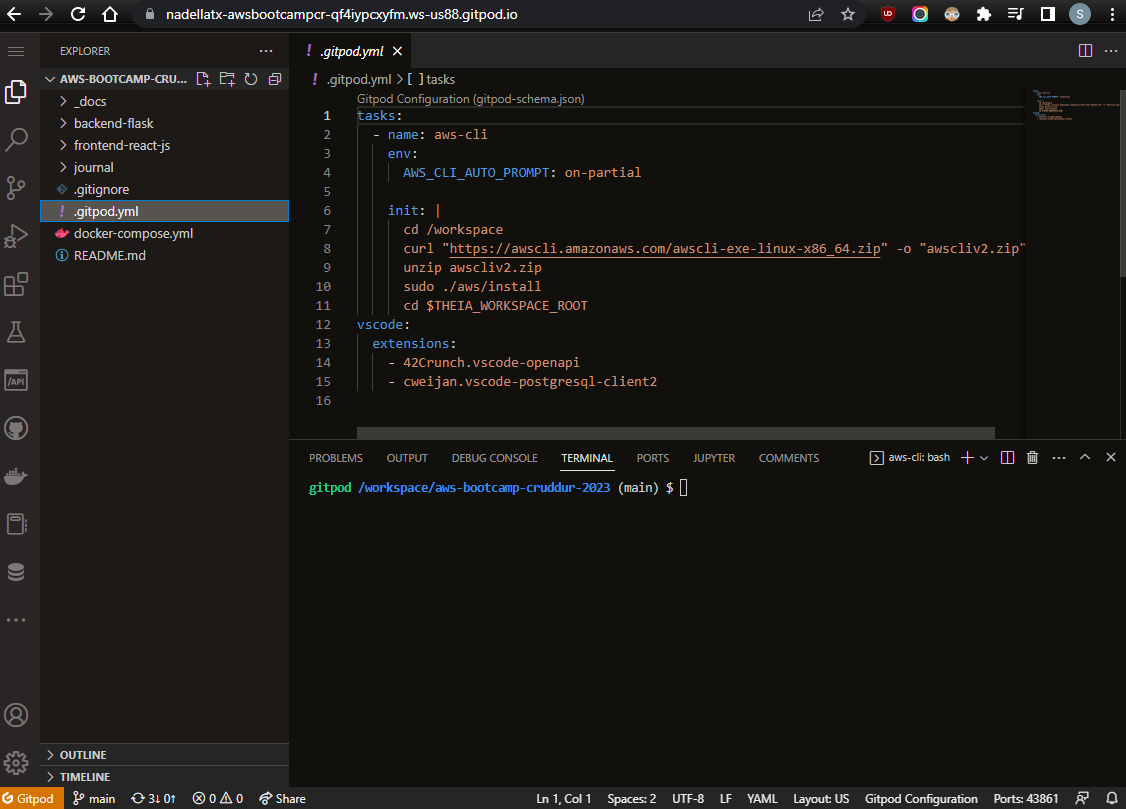 nadellatx-awsbootcampcr-qf4iypcxyfm.ws-us88.gitpod.io
S
EXPLORER
AWS-BOOTCAMP-CRU...
_docs
backend-flask
frontend-react-js
journal
.gitignore
! .gitpod.yml
docker-compose.yml
README.md
OUTLINE
TIMELINE
! .gitpod.yml
! .gitpod.yml > [ ] tasks
Gitpod Configuration (gitpod-schema.json)
1 tasks:
2 - name: aws-cli
3 env:
4 AWS_CLI_AUTO_PROMPT: on-partial
5
6 init: |
7 cd /workspace
8 curl "https://awscli.amazonaws.com/awscli-exe-linux-x86_64.zip" -o "awscliv2.zip"
9 unzip awscliv2.zip
10 sudo ./aws/install
11 cd $THEIA_WORKSPACE_ROOT
12 vscode:
13 extensions:
14 - 42Crunch.vscode-openapi
15 - cweijan.vscode-postgresql-client2
16
PROBLEMS OUTPUT DEBUG CONSOLE TERMINAL PORTS JUPYTER COMMENTS aws-cli: bash
gitpod /workspace/aws-bootcamp-cruddur-2023 (main) $
/API
Gitpod main 3↓ 0↑ 0 0 Share Ln 1, Col 1 Spaces: 2 UTF-8 LF YAML Layout: US Gitpod Configuration Ports: 43861